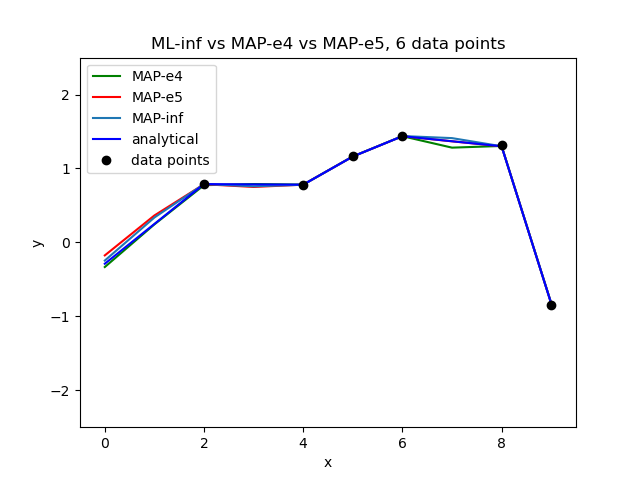 ML-inf vs MAP-e4 vs MAP-e5, 6 data points
MAP-e4
MAP-e5
MAP-inf
analytical
data points
2
1
0
−1
−2
y
0 2 4 6 8
x